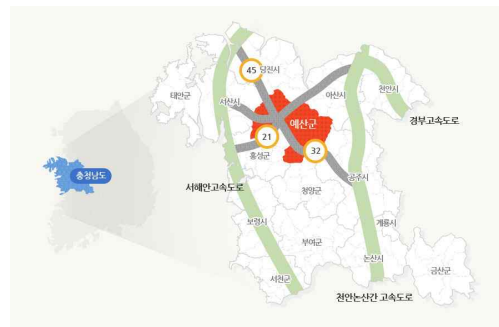 45
당진시
태안군
서산시
아산시
천안시
경부고속도로
예산군
21
홍성군
32
충청남도
서해안고속도로
청양군
공주시
보령시
계룡시
부여군
논산시
금산군
서천군
천안논산간 고속도로